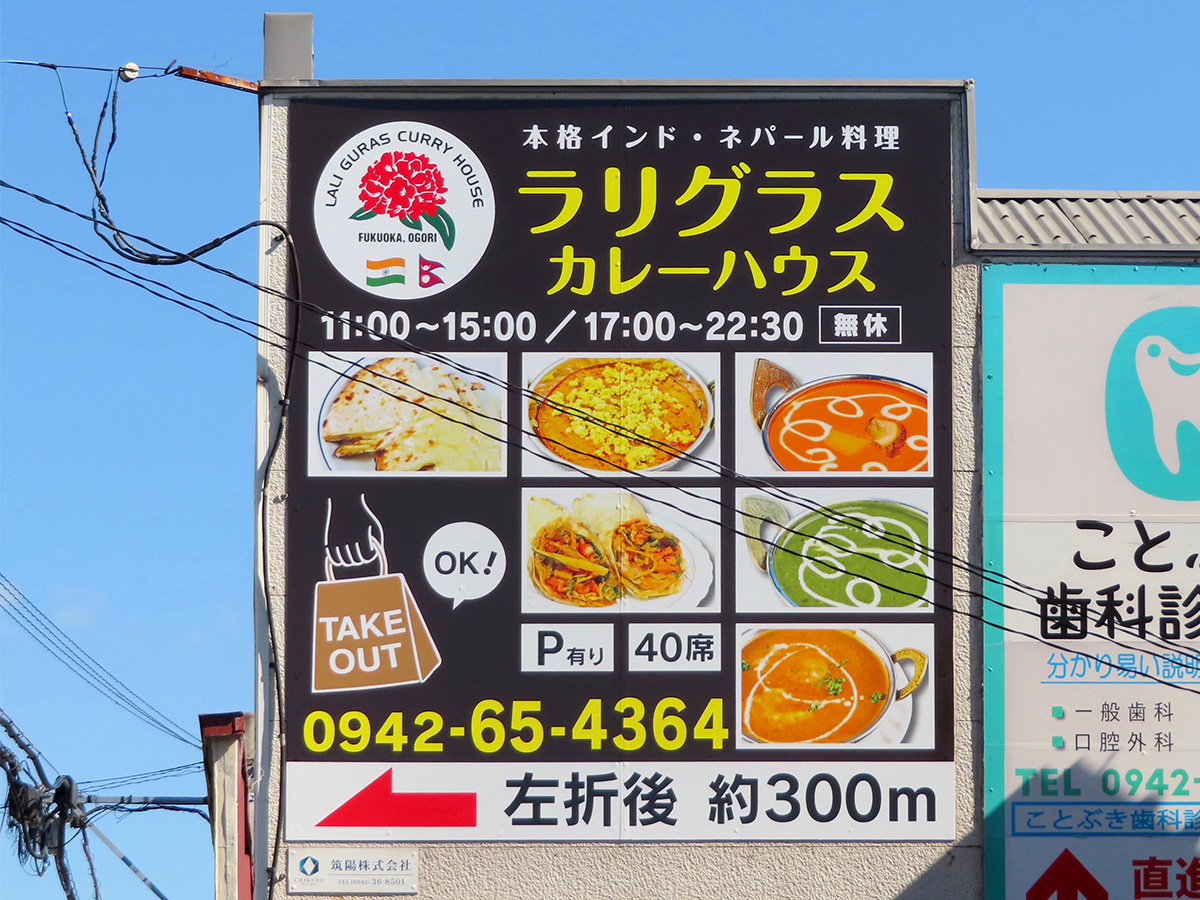 LALI GURAS CURRY HOUSE
FUKUOKA, OGORI
本格インド・ネパール料理
ラリグラス
カレーハウス
11:00～15:00／17:00～22:30 無休
OK!
TAKE
OUT
P有り 40席
0942-65-4364
左折後 約300m
筑陽株式会社
TEL(0942)36-8501
こと
歯科診
分かり易い説明
一般歯科
口腔外科
TEL 0942-
ことぶき歯科診
直進